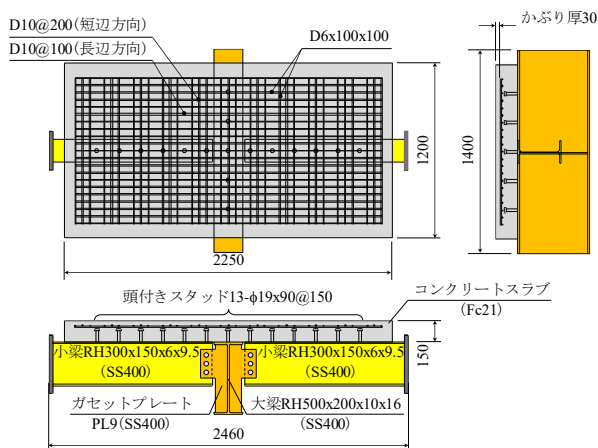 D10@200(短辺方向)
D10@100(長辺方向)
D6x100x100
かぶり厚30
1200
1400
2250
頭付きスタッド13-φ19x90@150
コンクリートスラブ
(Fc21)
小梁RH300x150x6x9.5
(SS400)
小梁RH300x150x6x9.5
(SS400)
150
ガセットプレート
PL9(SS400)
大梁RH500x200x10x16
(SS400)
2460